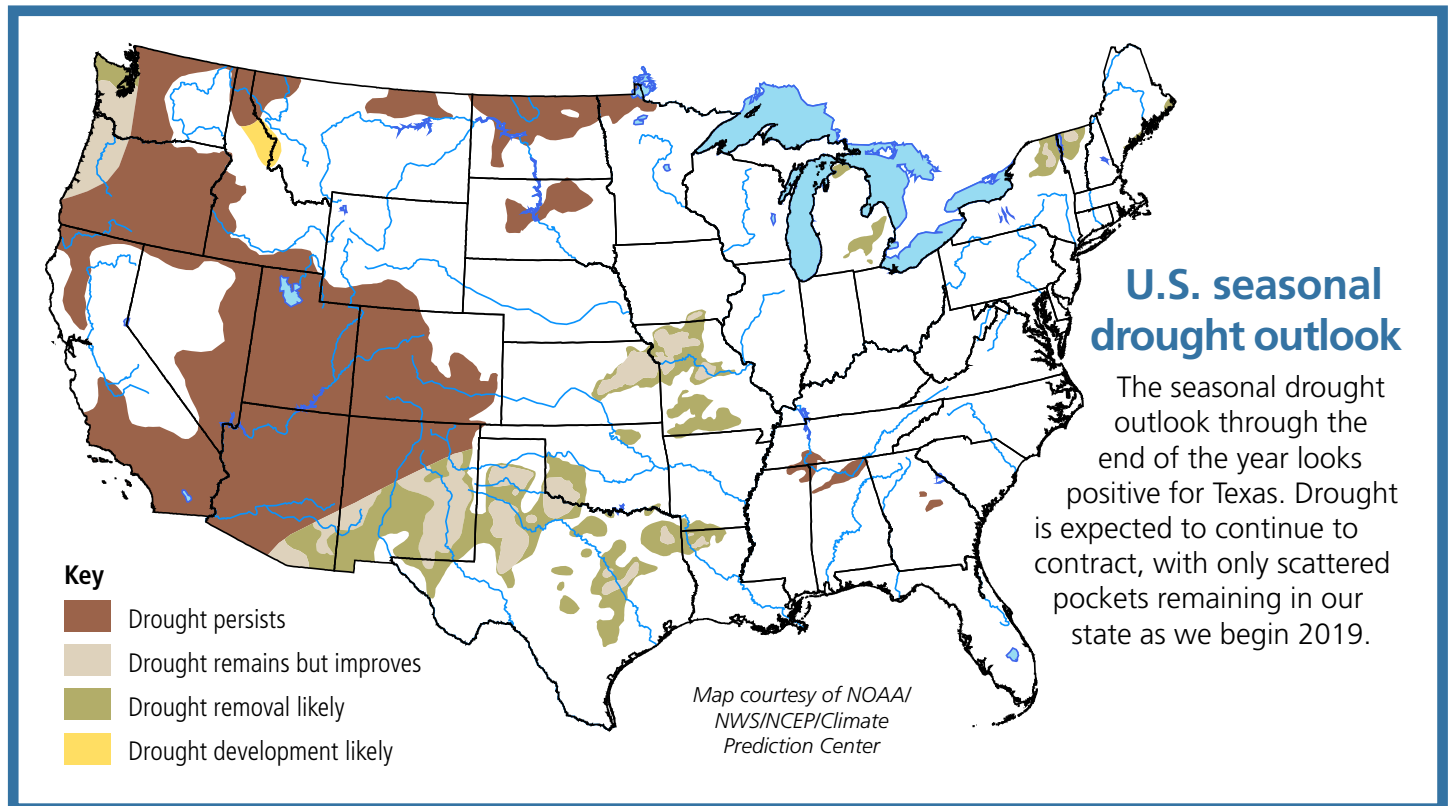 U.S. seasonal
drought outlook
The seasonal drought
outlook through the
end of the year looks
positive for Texas. Drought
is expected to continue to
contract, with only scattered
pockets remaining in our
state as we begin 2019.
Key
Drought persists
Drought remains but improves
Drought removal likely
Drought development likely
Map courtesy of NOAA/
NWS/NCEP/Climate
Prediction Center